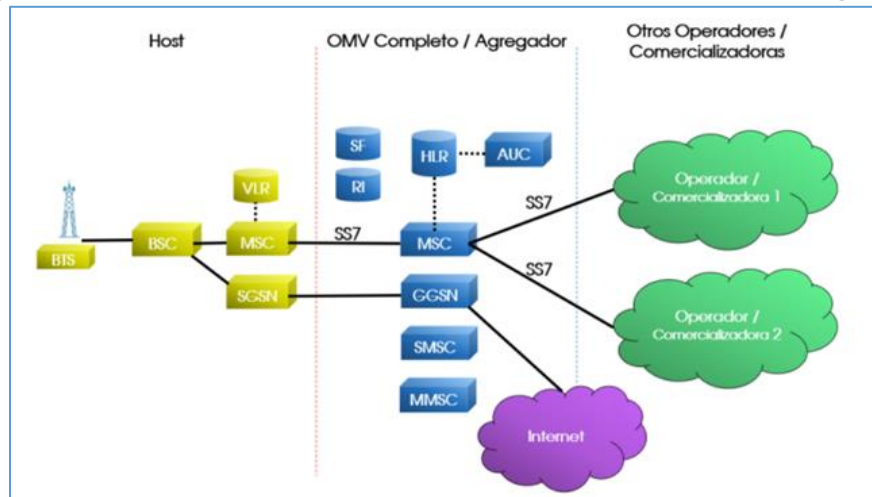 Host
OMV Completo / Agregador
Otros Operadores /
Comercializadoras
SF
HLR
AUC
RI
VLR
Operador /
Comercializadora 1
SS7
BTS
BSC
MSC
SS7
MSC
SS7
SGSN
GGSN
Operador /
Comercializadora 2
SMSC
MMSC
Internet